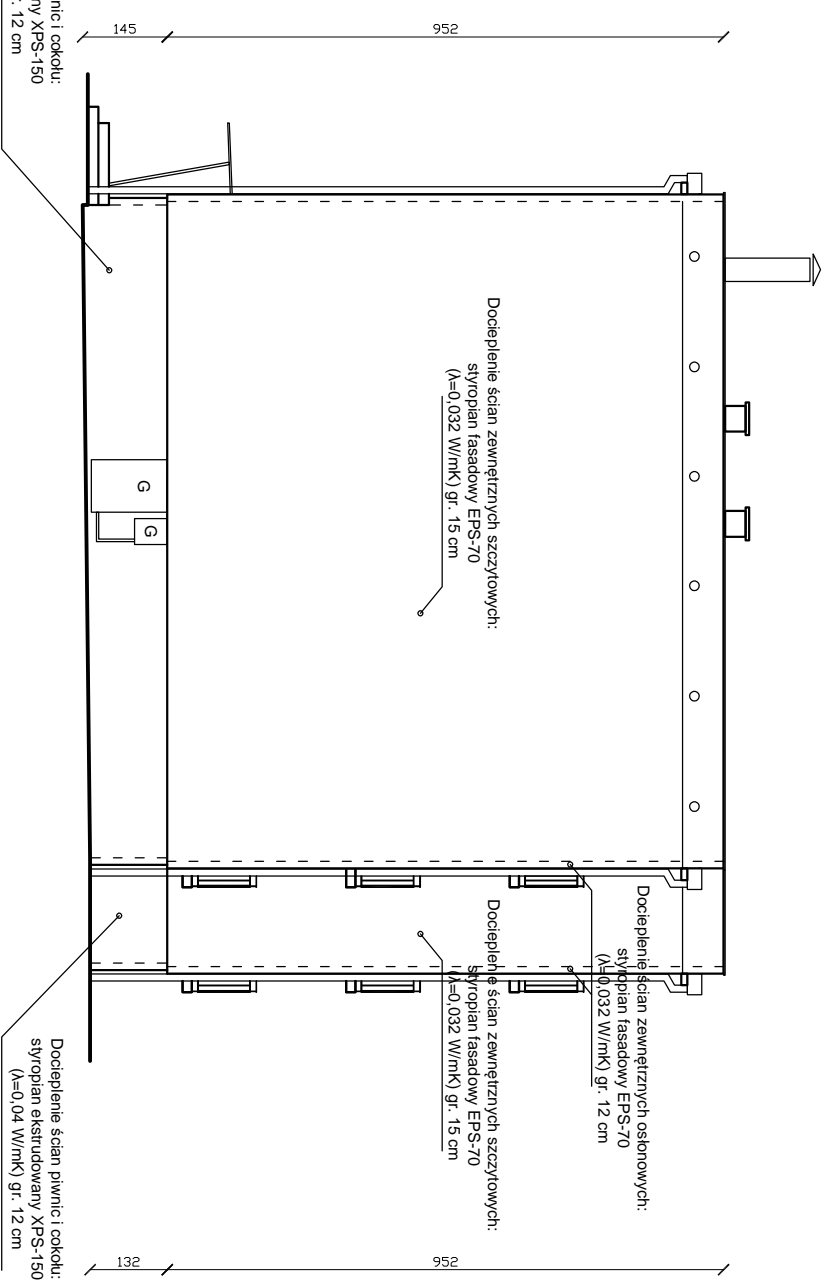 145
952
nic i cokołu:
ny XPS-150
r. 12 cm
Docieplenie ścian zewnętrznych szczytowych:
styropian fasadowy EPS-70
(λ=0,032 W/mK) gr. 15 cm
G
G
Docieplenie ścian zewnętrznych osłonowych:
styropian fasadowy EPS-70
(λ=0,032 W/mK) gr. 12 cm
Docieplenie ścian zewnętrznych szczytowych:
styropian fasadowy EPS-70
(λ=0,032 W/mK) gr. 15 cm
Docieplenie ścian piwnic i cokołu:
styropian ekstrudowany XPS-150
(λ=0,04 W/mK) gr. 12 cm
132
952